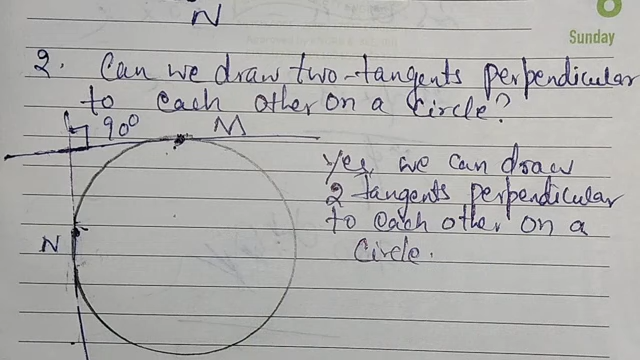 N
Sunday
2. Can we draw two-tangents perpendicular
to each other on a circle?
90° M
Yes, we can draw
2 tangents perpendicular
to each other on a
circle.
N